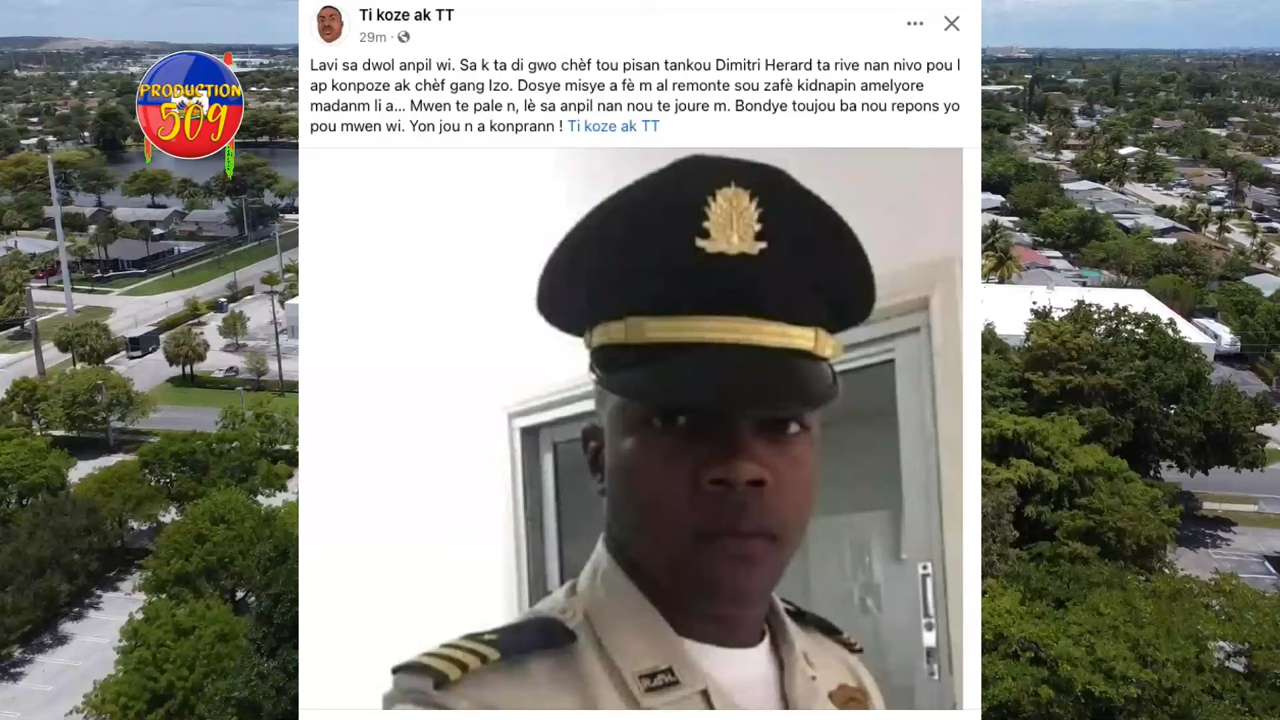 Ti koze ak TT
29m
Lavi sa dwol anpil wi. Sa k ta di gwo chèf tou pisan tankou Dimitri Herard ta rive nan nivo pou l
ap konpoze ak chèf gang Izo. Dosye misye a fè m al remonte sou zafè kidnapin amelyore
madanm li a... Mwen te pale n, lè sa anpil nan nou te joure m. Bondye toujou ba nou repons yo
pou mwen wi. Yon jou n a konprann ! Ti koze ak TT
PRODUCTION
509
P.N.H.